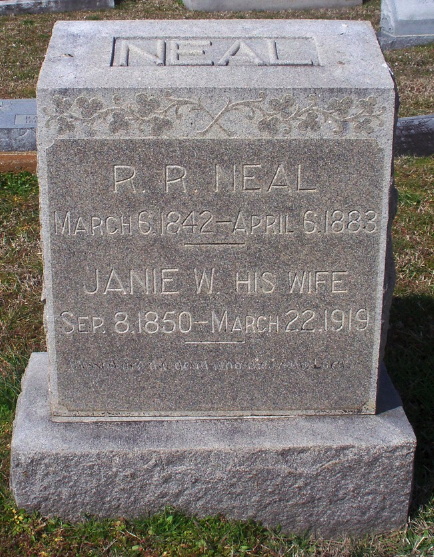 NEAL
R. R. NEAL
MARCH 6.1842–APRIL 6.1883
JANIE W. HIS WIFE
SEP. 8.1850–MARCH 22.1919